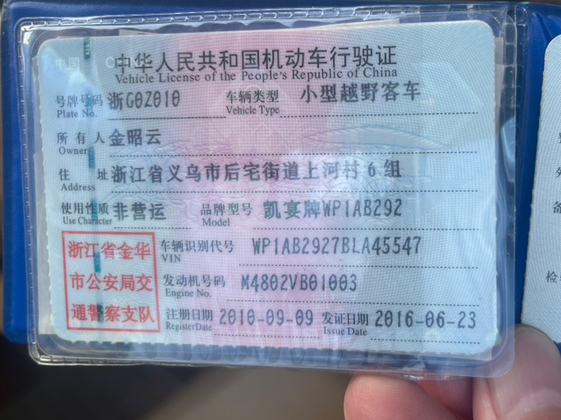 中华人民共和国机动车行驶证
Vehicle License of the People's Republic of China
号牌号码 浙G0Z010 车辆类型 小型越野客车
Plate No. Vehicle Type
所有人 金昭云
Owner
住址 浙江省义乌市后宅街道上河村6组
Address
使用性质 非营运 品牌型号 凯宴牌WP1AB292
Use Character Model
浙江省金华
市公安局交
通警察支队
车辆识别代号 WP1AB2927BLA45547
VIN
发动机号码 M4802VB01003
Engine No.
注册日期 2010-09-09 发证日期 2016-06-23
Register Date Issue Date